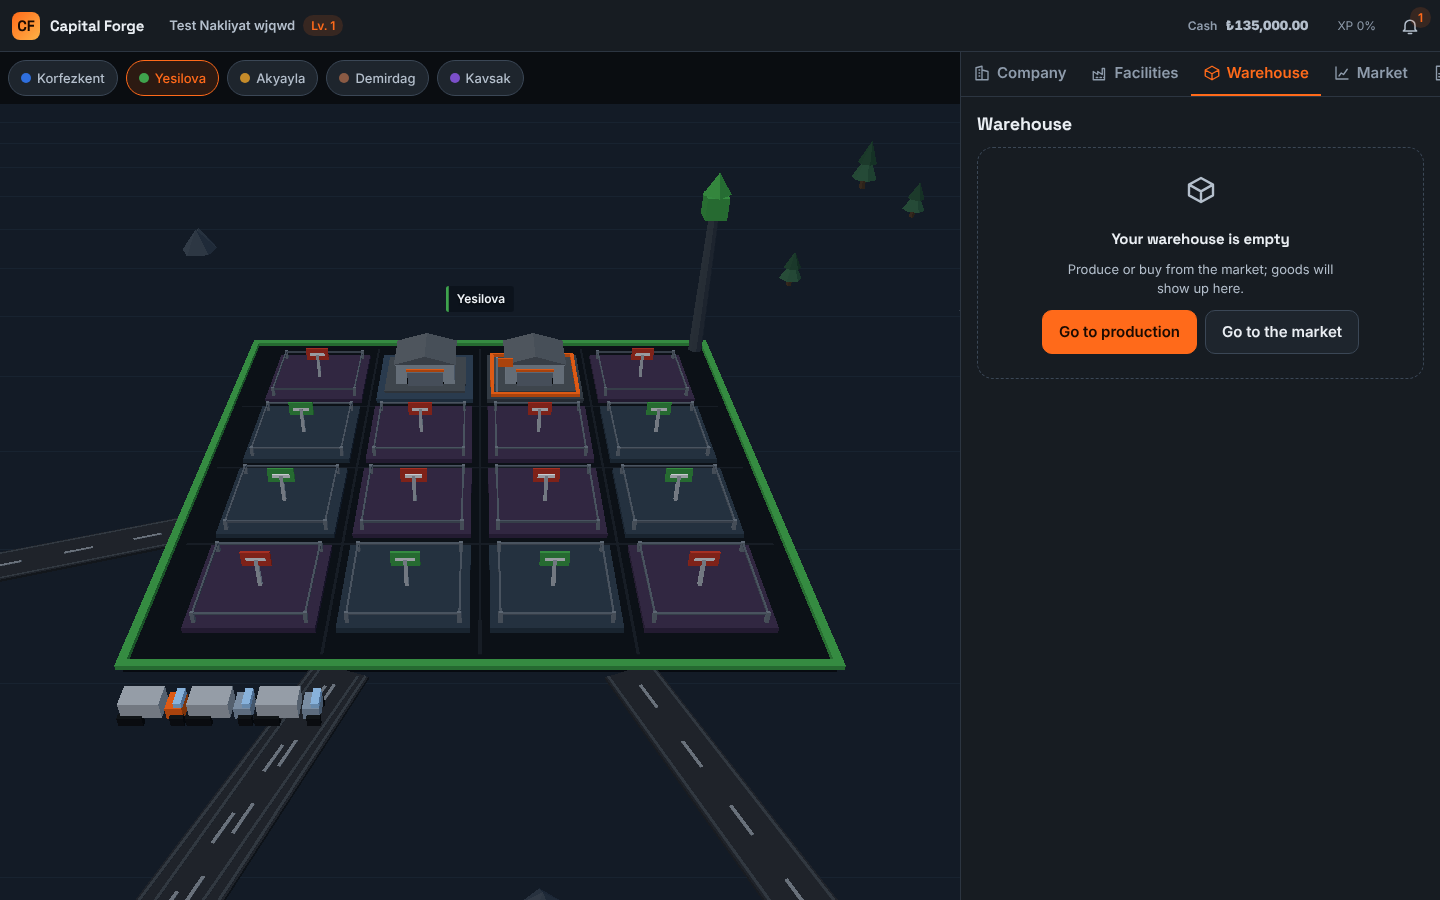 CF Capital Forge Test Nakliyat wjqwd Lv. 1 Cash ₺135,000.00 XP 0% 1
Korfezkent Yesilova Akyayla Demirdag Kavsak
Company Facilities Warehouse Market
Warehouse
Your warehouse is empty
Produce or buy from the market; goods will
show up here.
Go to production Go to the market
Yesilova